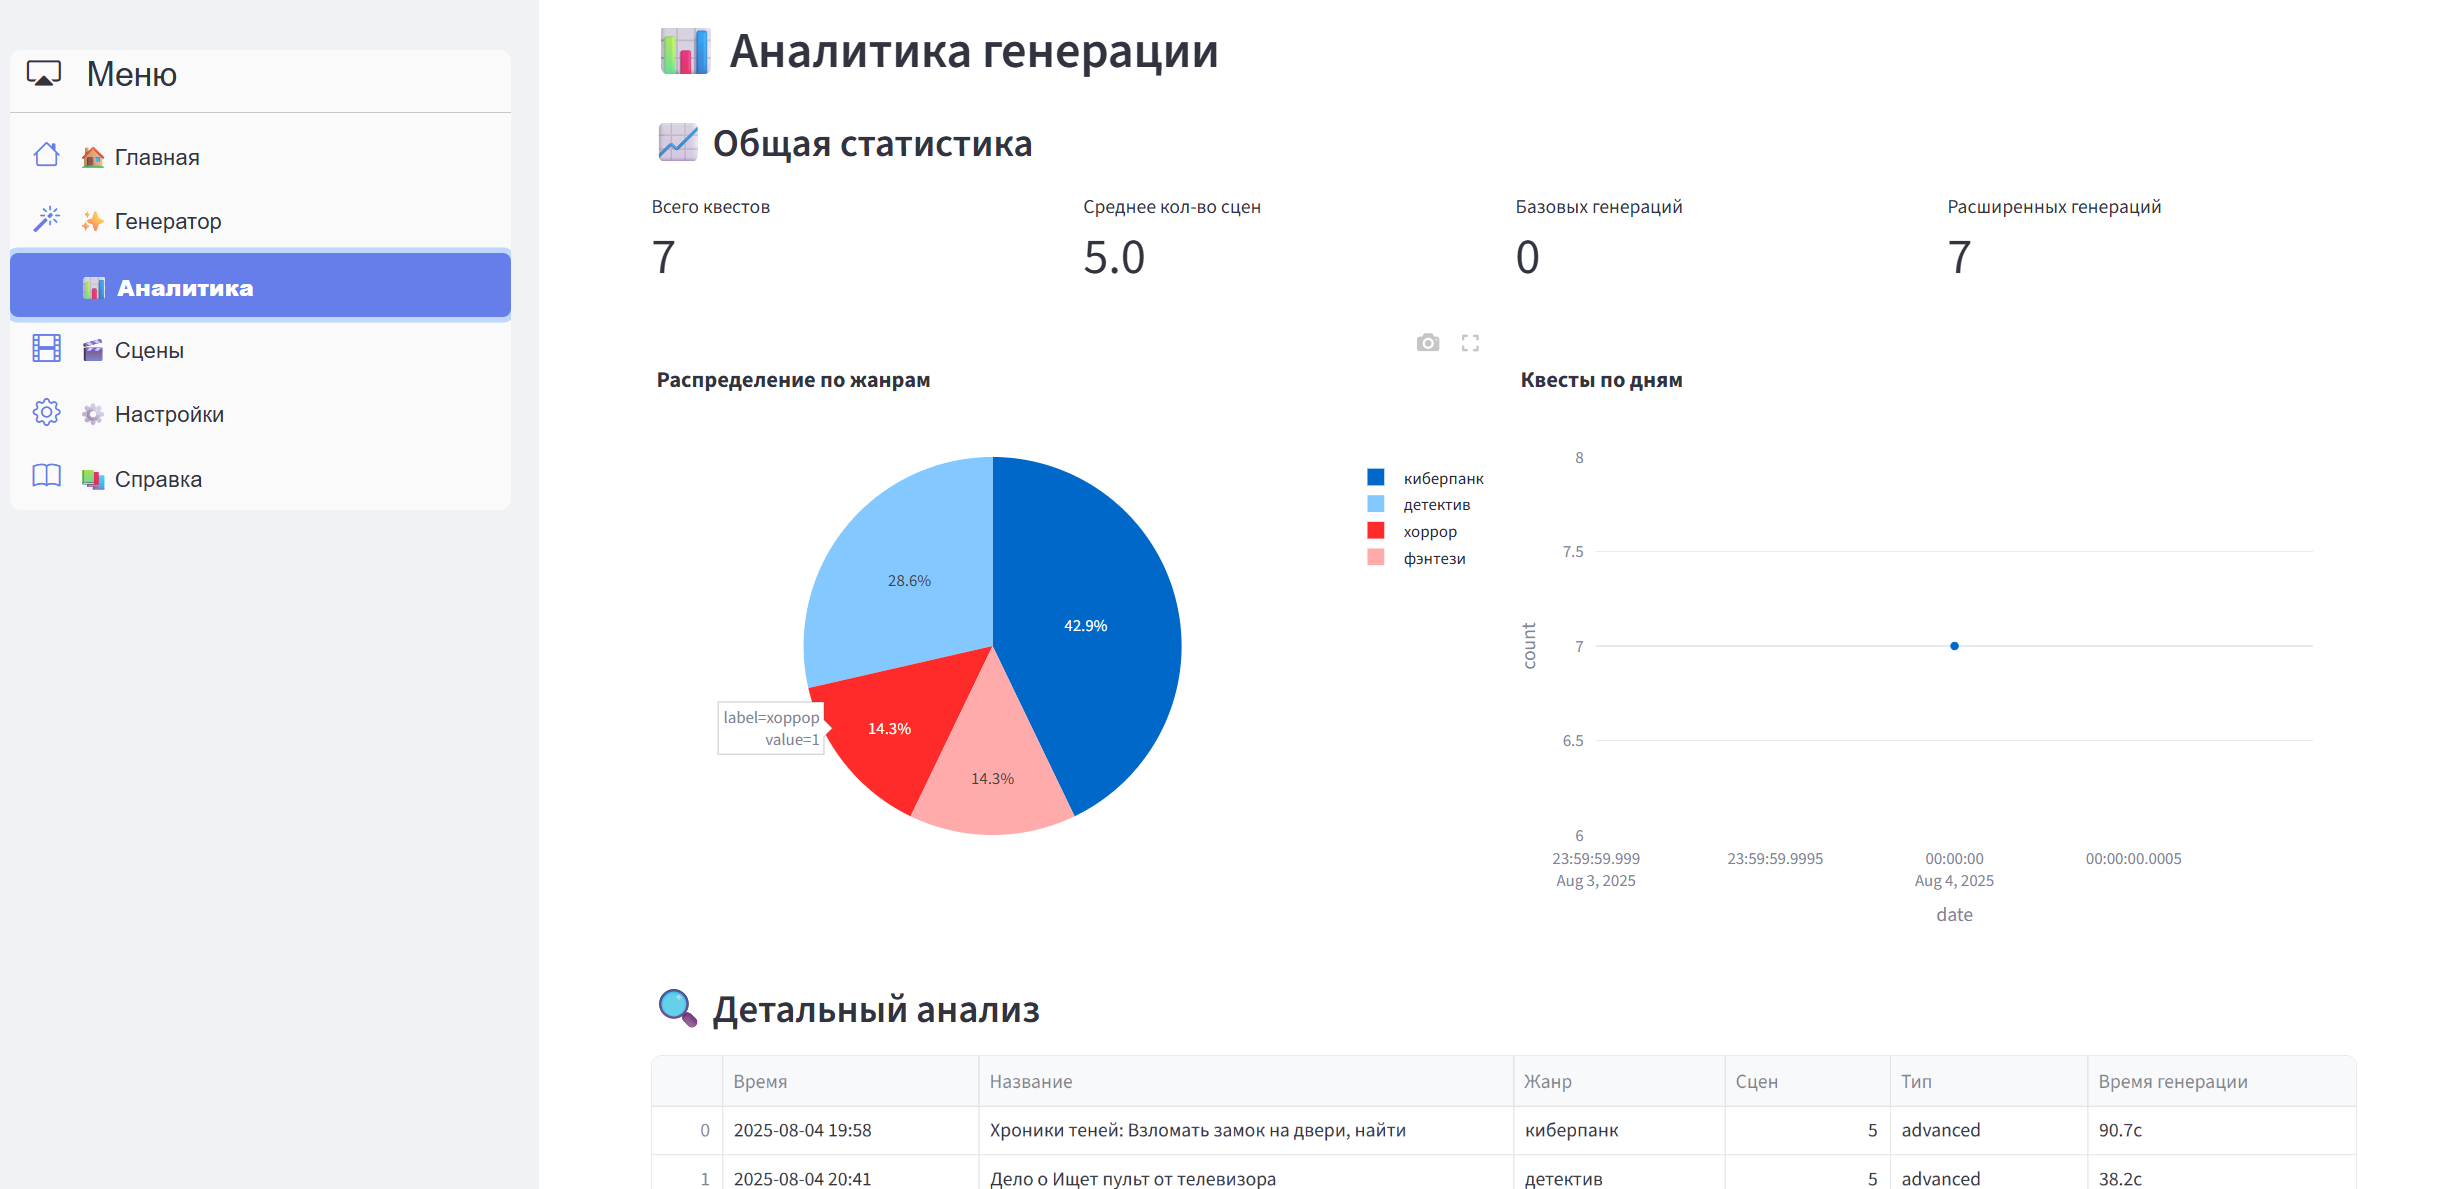 Меню
Главная
Генератор
Аналитика
Сцены
Настройки
Справка
Аналитика генерации
Общая статистика
Всего квестов
7
Среднее кол-во сцен
5.0
Базовых генераций
0
Расширенных генераций
7
Распределение по жанрам
28.6%
42.9%
14.3%
14.3%
label=хоррор
value=1
киберпанк
детектив
хоррор
фэнтези
Квесты по дням
8
7.5
7
6.5
6
count
23:59:59.999
Aug 3, 2025
23:59:59.9995
00:00:00
Aug 4, 2025
00:00:00.0005
date
Детальный анализ
Время Название Жанр Сцен Тип Время генерации
0 2025-08-04 19:58 Хроники теней: Взломать замок на двери, найти киберпанк 5 advanced 90.7с
1 2025-08-04 20:41 Дело о Ищет пульт от телевизора детектив 5 advanced 38.2с